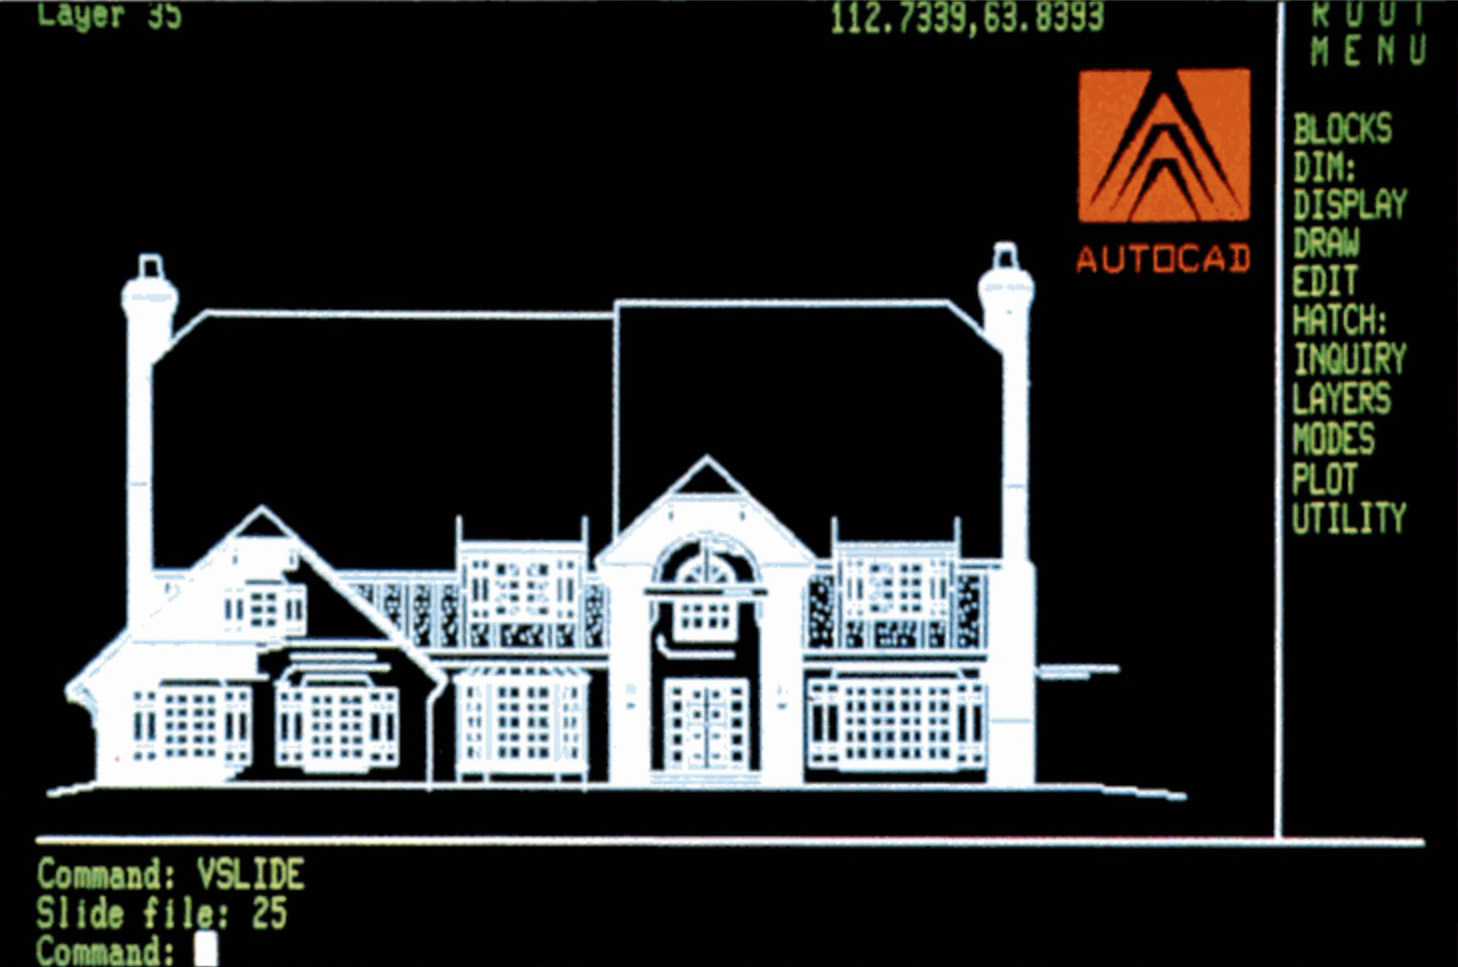 Layer 35
112.7339,63.8393
ROOT
MENU
AUTOCAD
BLOCKS
DIM:
DISPLAY
DRAW
EDIT
HATCH:
INQUIRY
LAYERS
MODES
PLOT
UTILITY
Command: VSLIDE
Slide file: 25
Command: